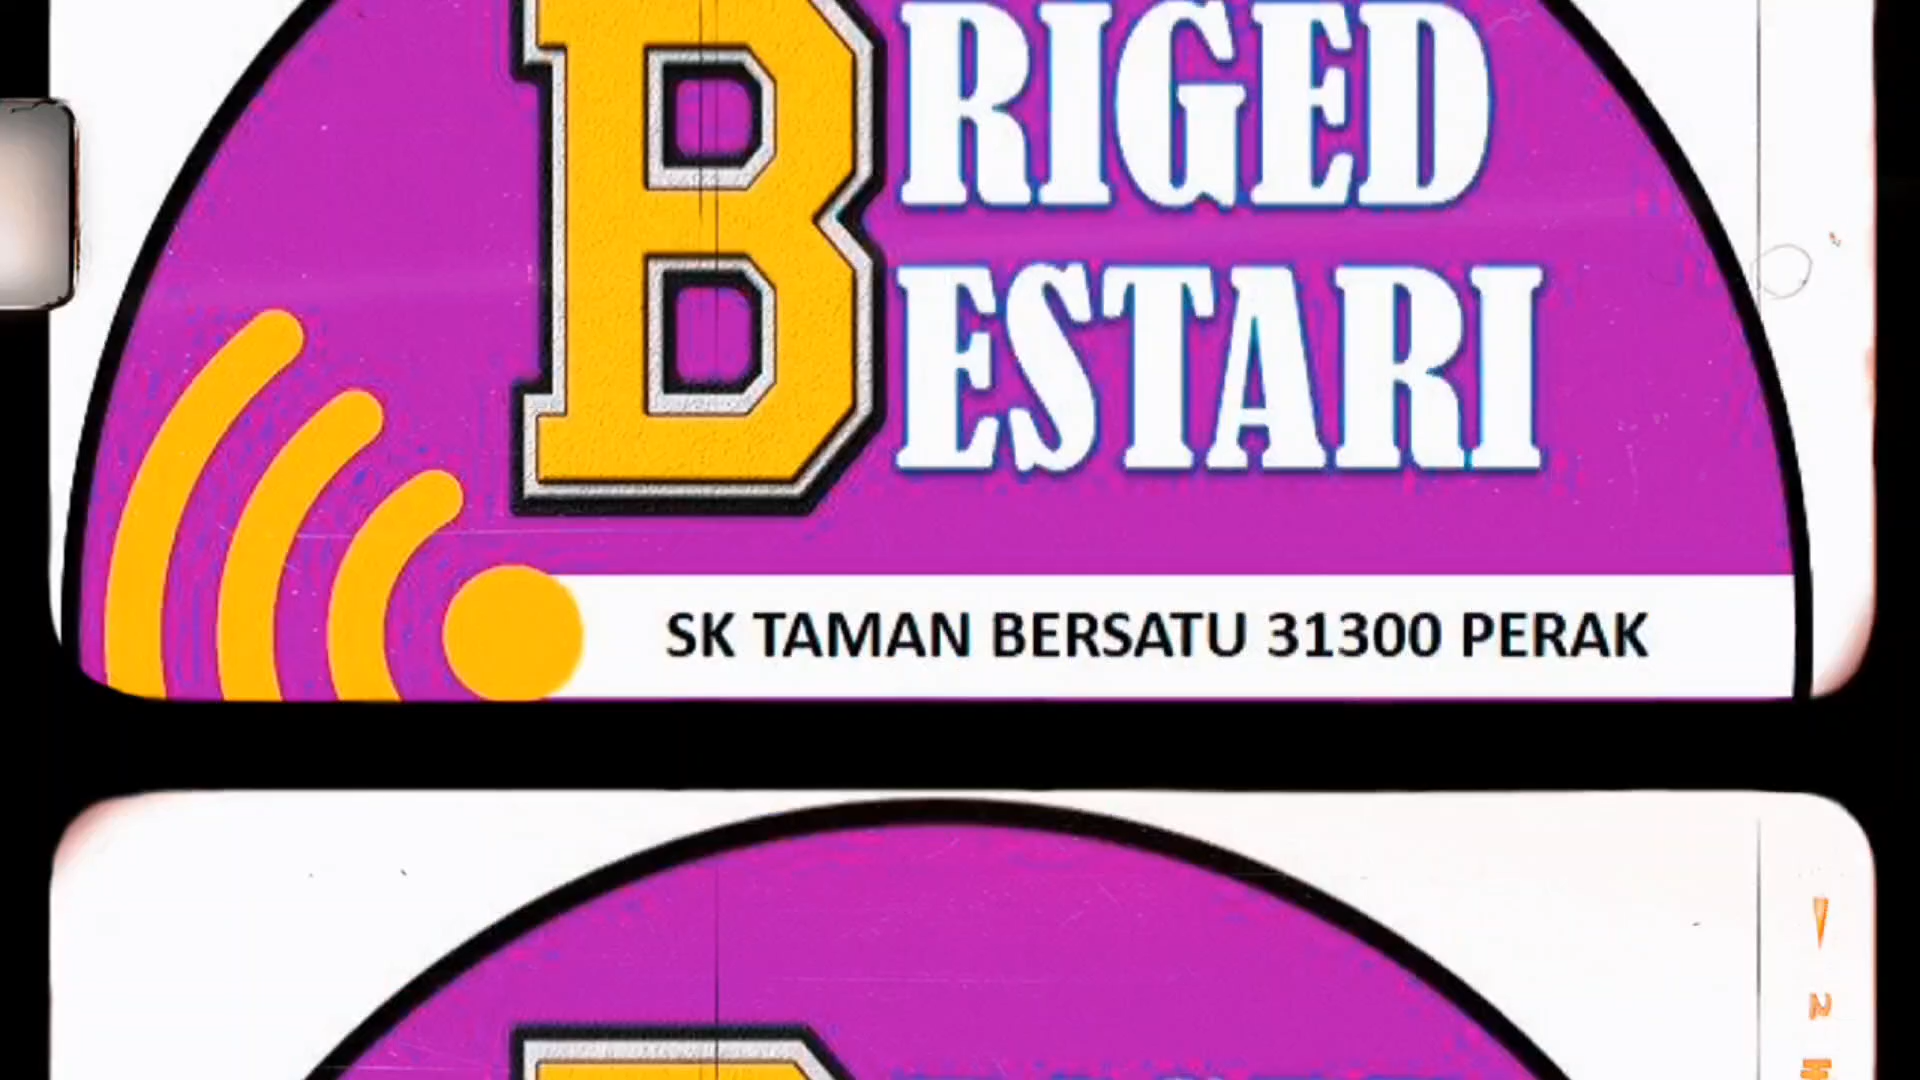 BRIGED
BESTARI
SK TAMAN BERSATU 31300 PERAK